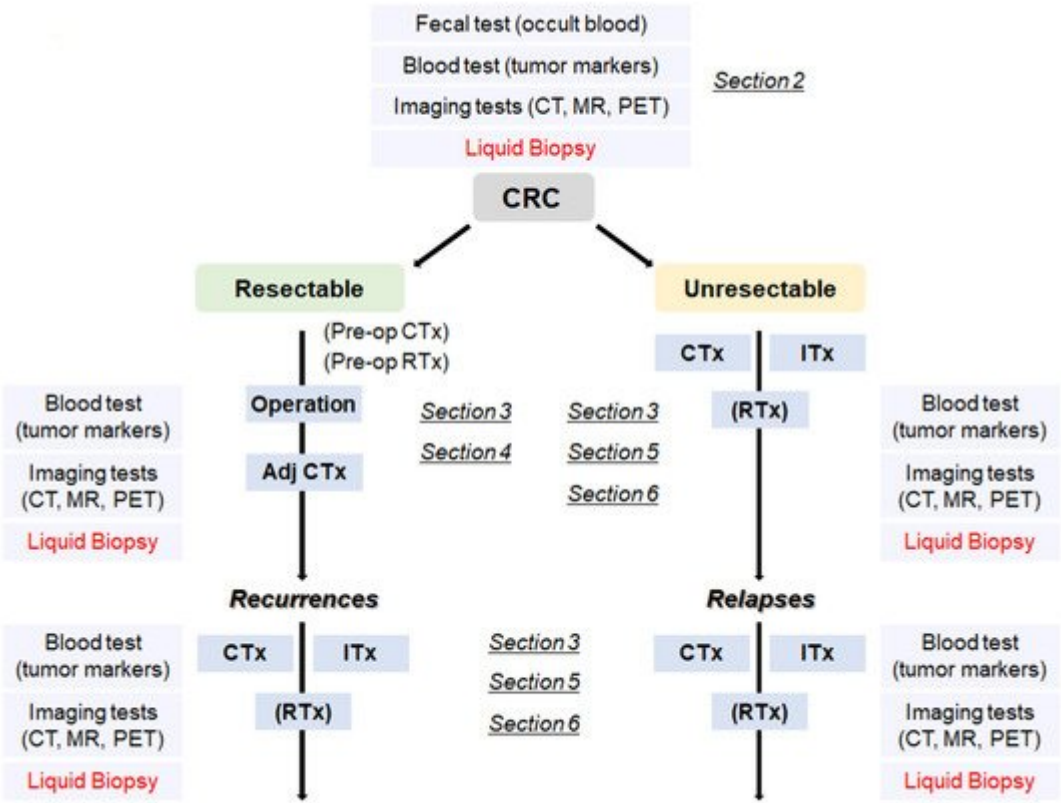 Fecal test (occult blood)
Blood test (tumor markers)
Imaging tests (CT, MR, PET)
Liquid Biopsy
Section 2
CRC
Resectable
Unresectable
(Pre-op CTx)
(Pre-op RTx)
CTx
ITx
Blood test
(tumor markers)
Imaging tests
(CT, MR, PET)
Liquid Biopsy
Operation
Adj CTx
Section 3
Section 4
Section 3
Section 5
Section 6
(RTx)
Blood test
(tumor markers)
Imaging tests
(CT, MR, PET)
Liquid Biopsy
Recurrences
Relapses
Blood test
(tumor markers)
Imaging tests
(CT, MR, PET)
Liquid Biopsy
CTx
ITx
(RTx)
Section 3
Section 5
Section 6
CTx
ITx
(RTx)
Blood test
(tumor markers)
Imaging tests
(CT, MR, PET)
Liquid Biopsy